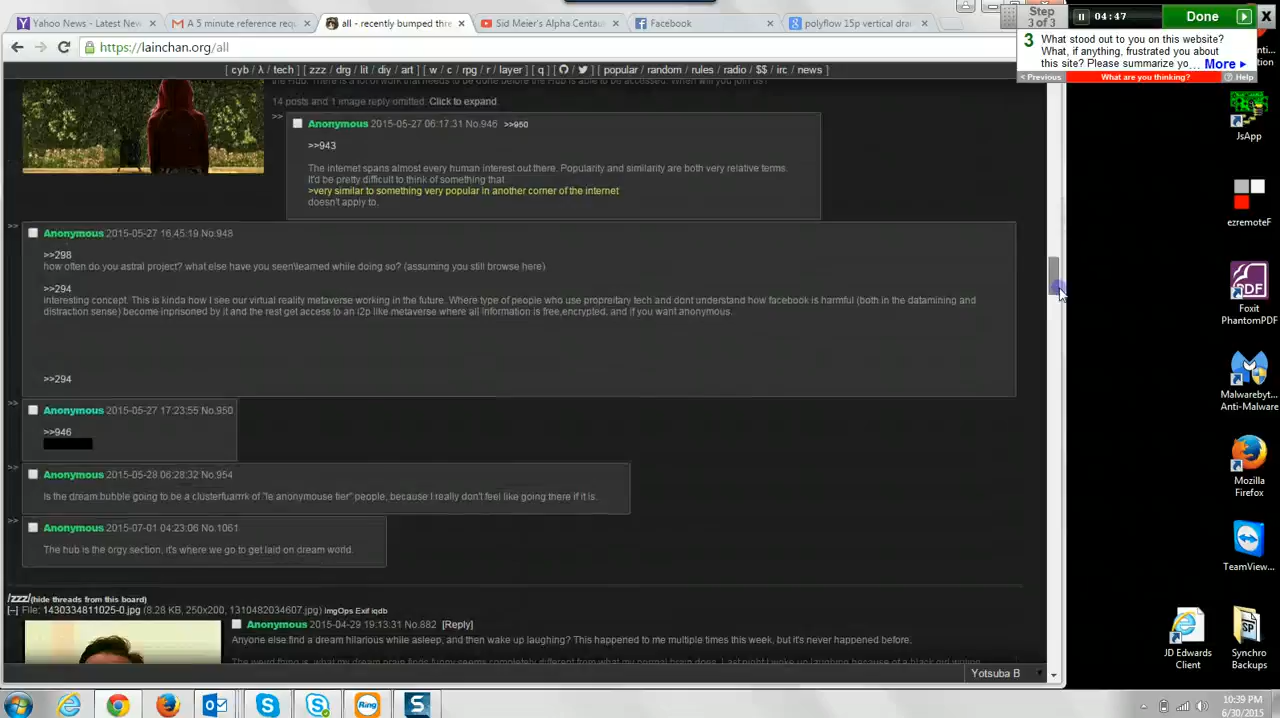 Yahoo News - Latest New
A 5 minute reference requ
all - recently bumped thre
Sid Meier's Alpha Centau
Facebook
polyflow 15p vertical drai
Step
3 of 3
04:47
Done
https://lainchan.org/all
3 What stood out to you on this website?
What, if anything, frustrated you about
this site? Please summarize yo... More
< Previous
What are you thinking?
Help
[ cyb / λ / tech ] [ zzz / drg / lit / diy / art ] [ w / c / rpg / r / layer ] [ q ] [ / ] [ popular / random / rules / radio / $$ / irc / news ]
14 posts and 1 image reply omitted. Click to expand.
>> Anonymous 2015-05-27 06:17:31 No.946 >>950
>>943
The internet spans almost every human interest out there. Popularity and similarity are both very relative terms.
It'd be pretty difficult to think of something that
>very similar to something very popular in another corner of the internet
doesn't apply to.
>> Anonymous 2015-05-27 16:45:19 No.948
>>298
how often do you astral project? what else have you seen\learned while doing so? (assuming you still browse here)
>>294
interesting concept. This is kinda how I see our virtual reality metaverse working in the future. Where type of people who use propreitary tech and dont understand how facebook is harmful (both in the datamining and
distraction sense) become inprisoned by it and the rest get access to an i2p like metaverse where all information is free,encrypted, and if you want anonymous.
>>294
>> Anonymous 2015-05-27 17:23:55 No.950
>>946
>> Anonymous 2015-05-28 06:28:32 No.954
Is the dream.bubble going to be a clusterfuarrrk of "le anonymouse tier" people, because I really don't feel like going there if it is.
>> Anonymous 2015-07-01 04:23:06 No.1061
The hub is the orgy section, it's where we go to get laid on dream world.
/zzz/ (hide threads from this board)
[–] File: 1430334811025-0.jpg (8.28 KB, 250x200, 1310482034607.jpg) ImgOps Exif iqdb
Anonymous 2015-04-29 19:13:31 No.882 [Reply]
Anyone else find a dream hilarious while asleep, and then wake up laughing? This happened to me multiple times this week, but it's never happened before.
Yotsuba B
JsApp
ezremoteF
PDF
Foxit
PhantomPDF
Malwarebyt...
Anti-Malware
Mozilla
Firefox
TeamView...
JD Edwards
Client
SP
Synchro
Backups
Ring
10:39 PM
6/30/2015